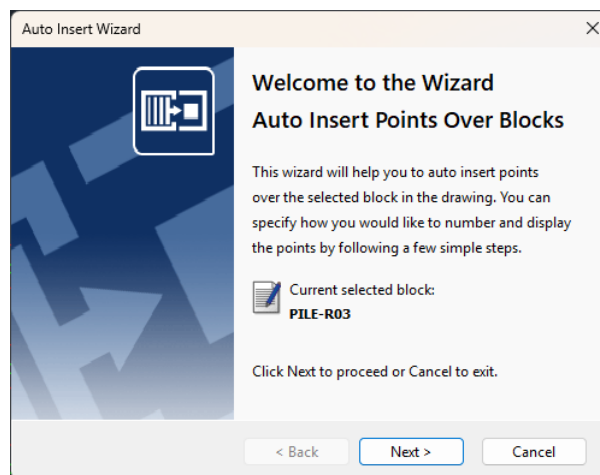 Auto Insert Wizard
Welcome to the Wizard
Auto Insert Points Over Blocks
This wizard will help you to auto insert points
over the selected block in the drawing. You can
specify how you would like to number and display
the points by following a few simple steps.
Current selected block:
PILE-R03
Click Next to proceed or Cancel to exit.
< Back
Next >
Cancel